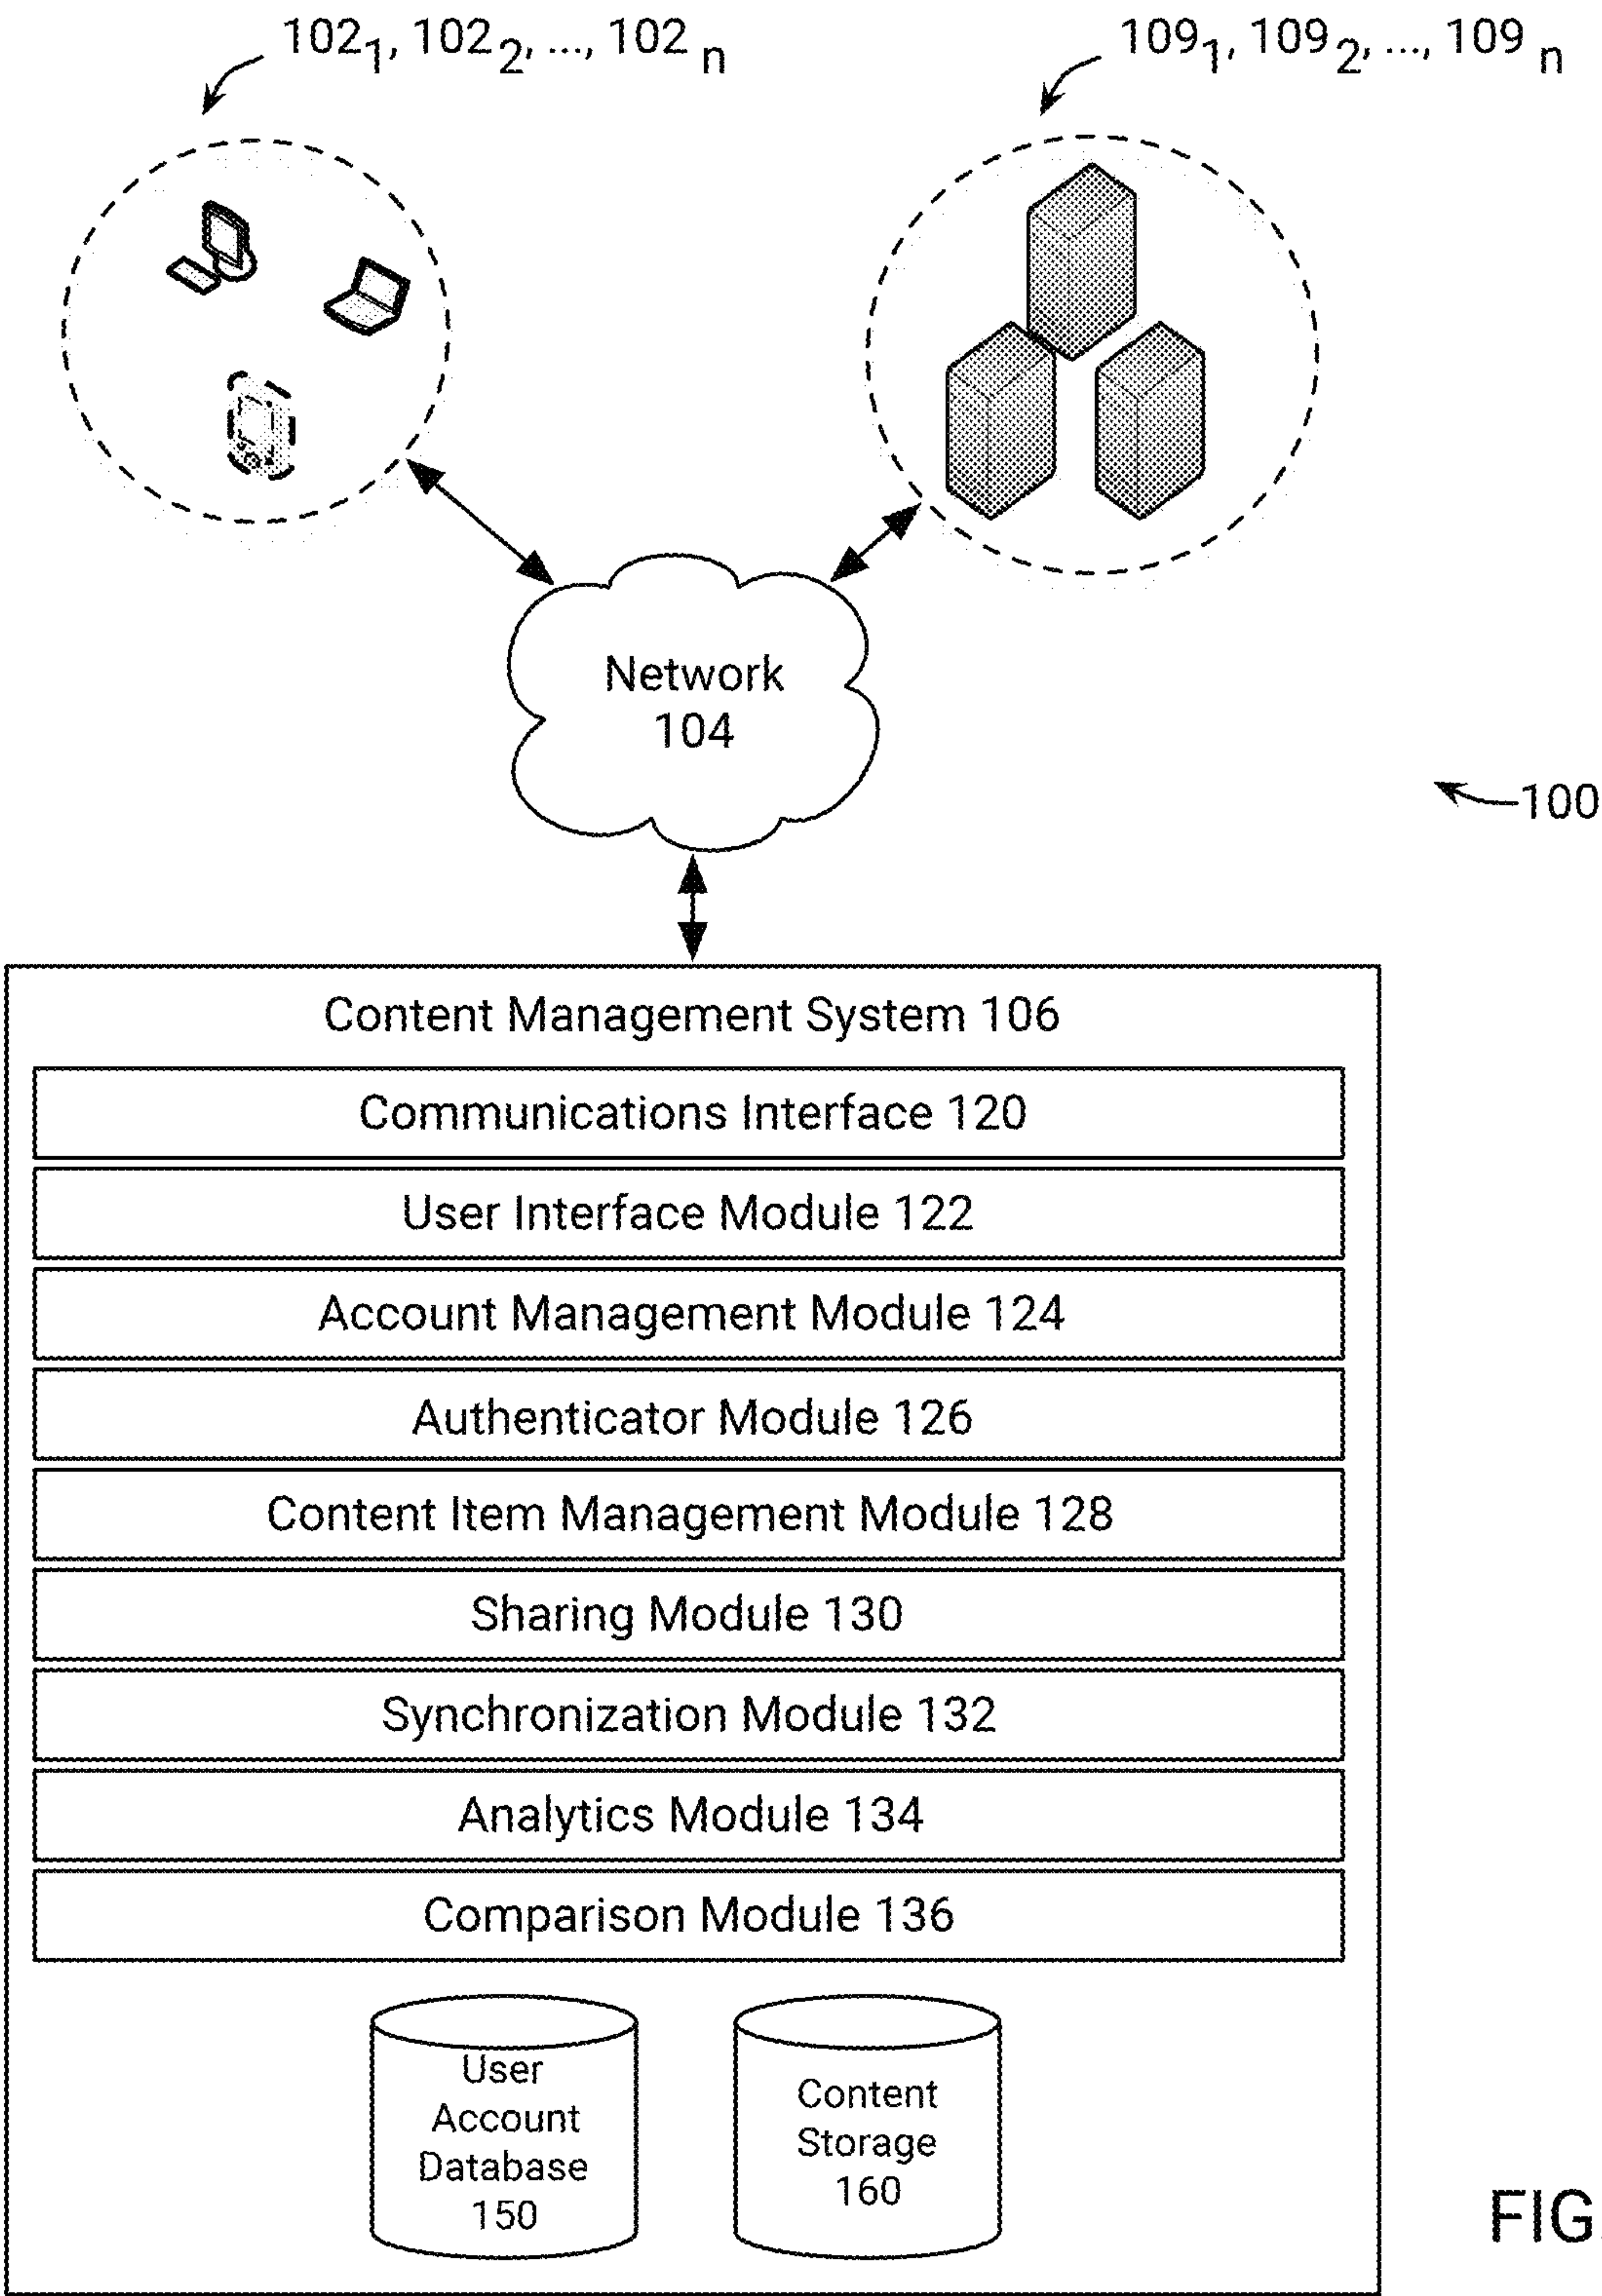 102₁, 102₂, ..., 102 n
109₁, 109₂, ..., 109 n
Network
104
100
Content Management System 106
Communications Interface 120
User Interface Module 122
Account Management Module 124
Authenticator Module 126
Content Item Management Module 128
Sharing Module 130
Synchronization Module 132
Analytics Module 134
Comparison Module 136
User
Account
Database
150
Content
Storage
160
FIG.